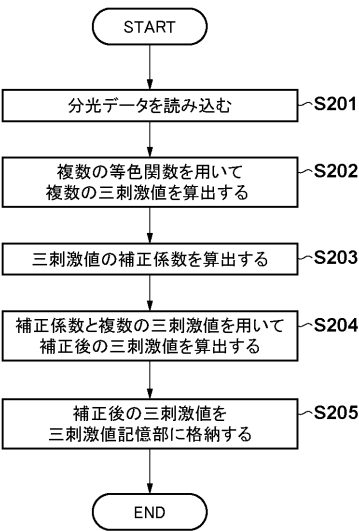 START
分光データを読み込む
S201
複数の等色関数を用いて
複数の三刺激値を算出する
S202
三刺激値の補正係数を算出する
S203
補正係数と複数の三刺激値を用いて
補正後の三刺激値を算出する
S204
補正後の三刺激値を
三刺激値記憶部に格納する
S205
END